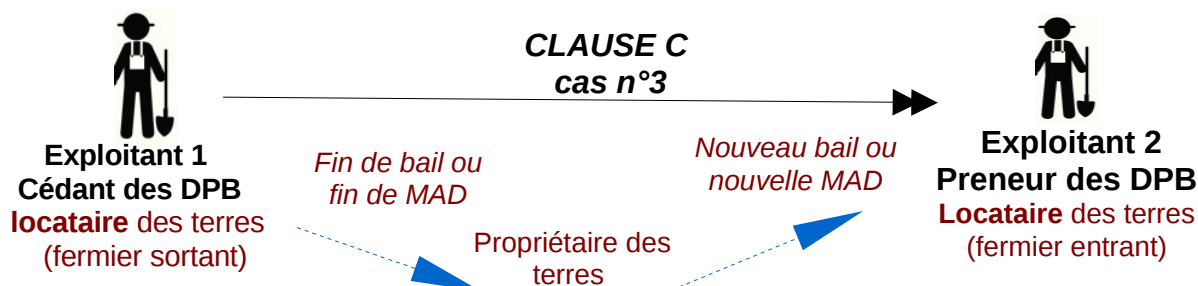 CLAUSE C
cas n°3
Exploitant 1
Cédant des DPB
locataire des terres
(fermier sortant)
Fin de bail ou
fin de MAD
Propriétaire des
terres
Nouveau bail ou
nouvelle MAD
Exploitant 2
Preneur des DPB
Locataire des terres
(fermier entrant)